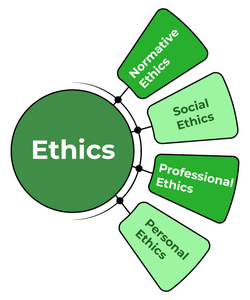 Ethics
Normative
Ethics
Social
Ethics
Professional
Ethics
Personal
Ethics